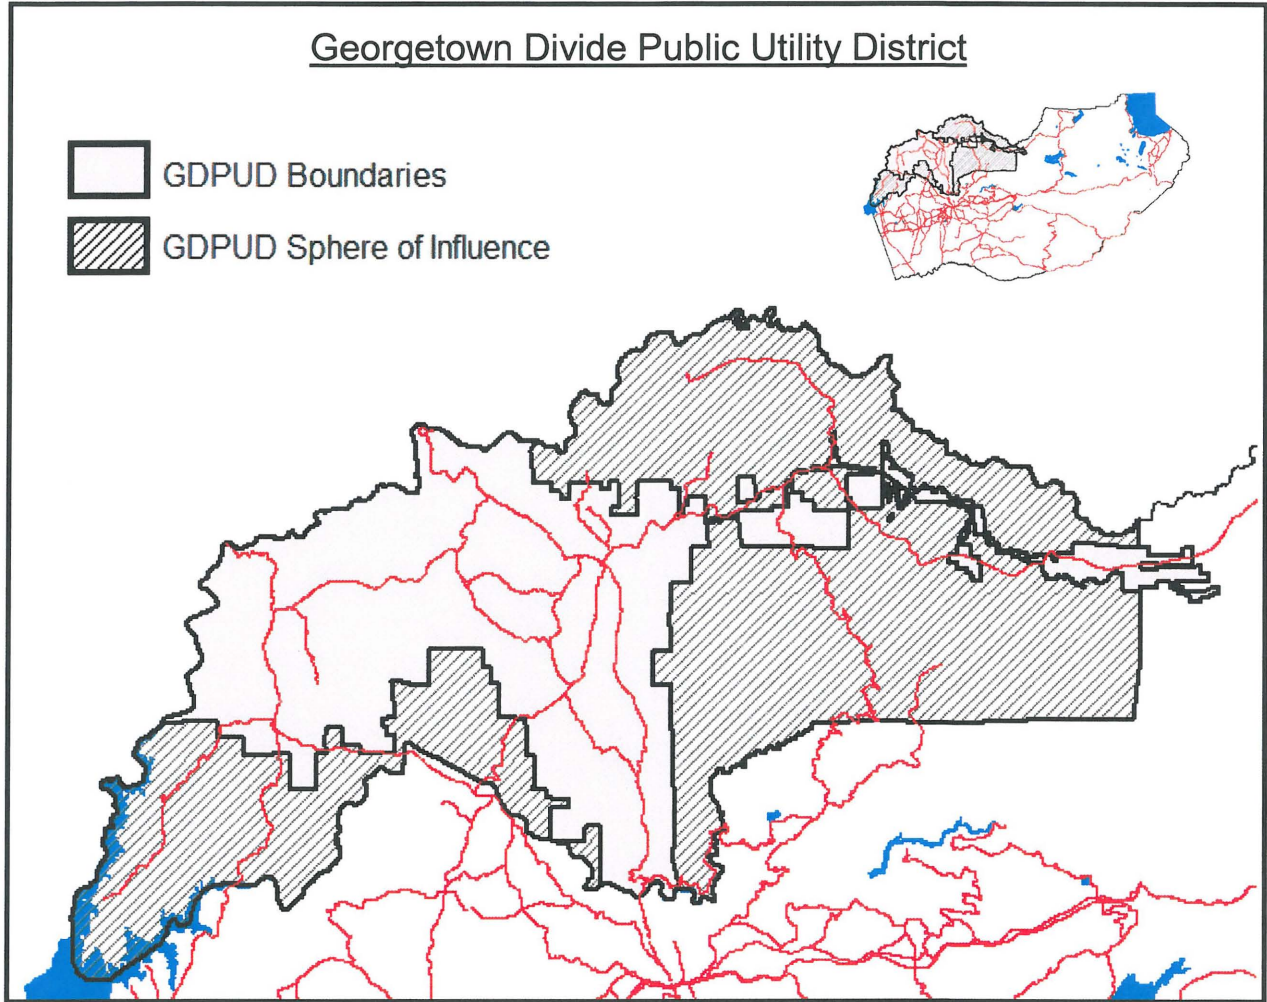 Georgetown Divide Public Utility District
GDPUD Boundaries
GDPUD Sphere of Influence